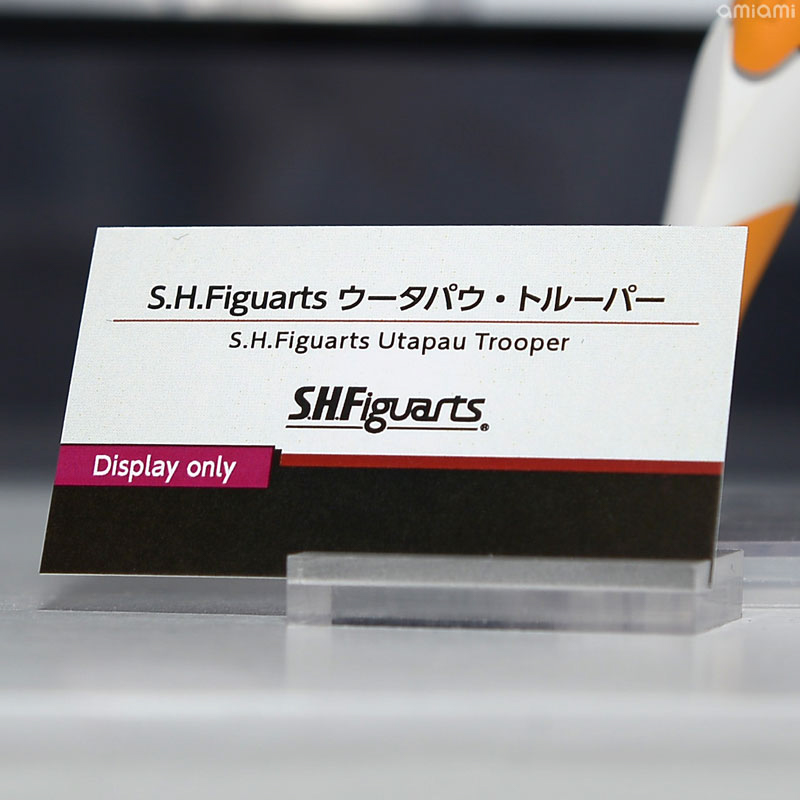 amiami
S.H.Figuarts ウータパウ・トルーパー
S.H.Figuarts Utapau Trooper
S.H.Figuarts®
Display only